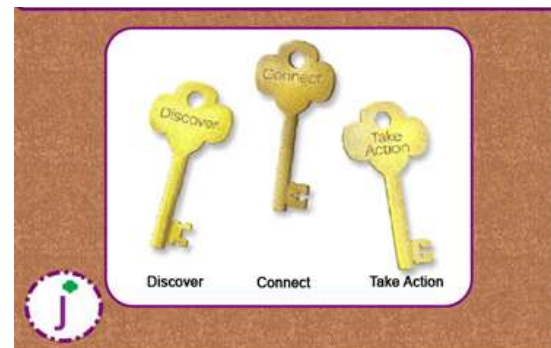 Discover
Connect
Take
Action
Discover
Connect
Take Action
J